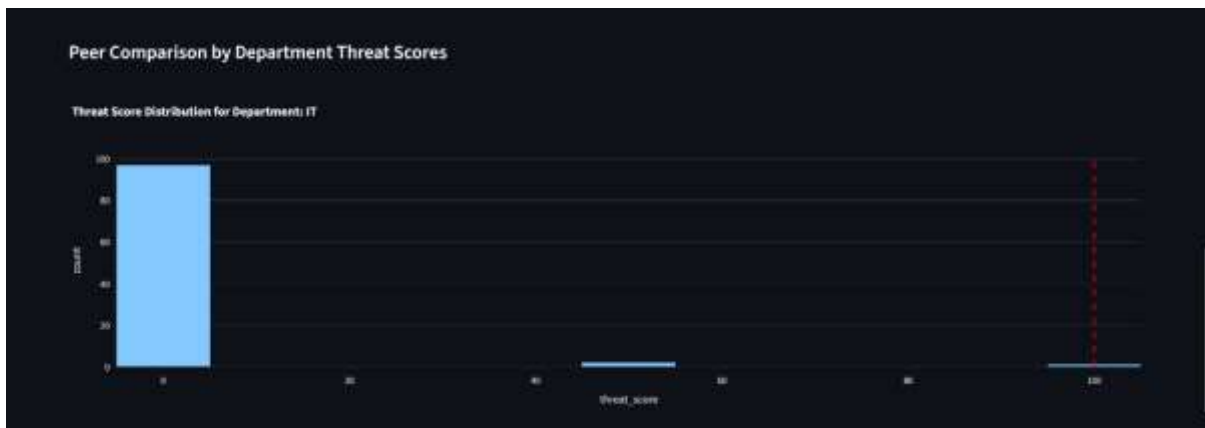 Peer Comparison by Department Threat Scores
Threat Score Distribution for Department: IT
100
80
60
40
20
0
count
0 20 40 60 80 100
threat_score